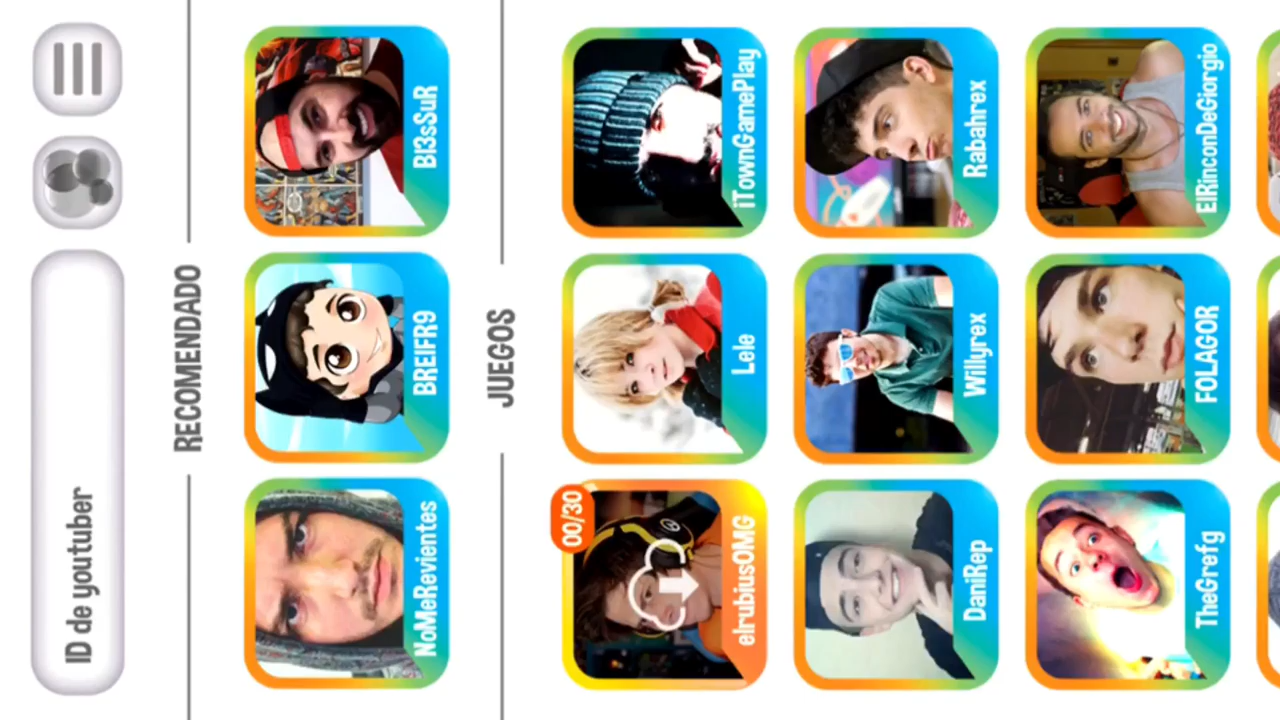 ID de youtuber
RECOMENDADO
NoMeRevientes
BREIFR9
Bl3sSuR
JUEGOS
00/30
elrubiusOMG
Lele
iTownGamePlay
DaniRep
Willyrex
Rabahrex
TheGrefg
FOLAGOR
ElRinconDeGiorgio